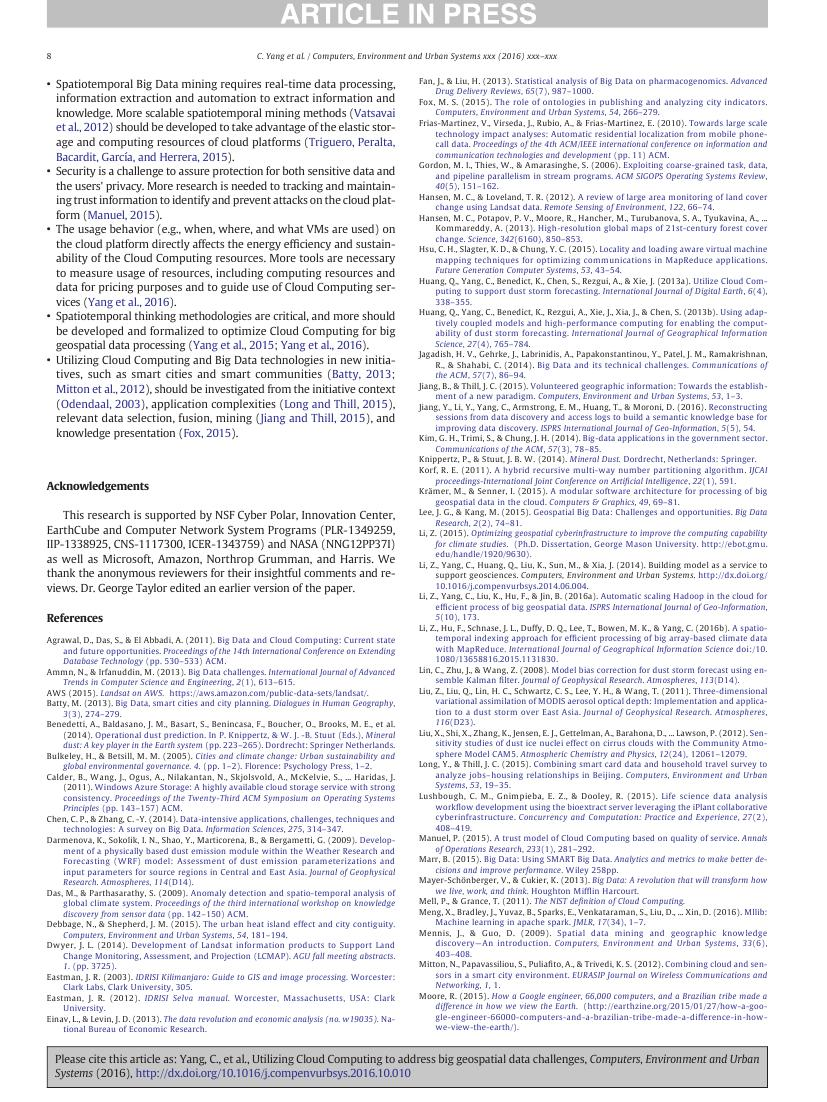 ARTICLE IN PRESS
8
C. Yang et al. / Computers, Environment and Urban Systems xxx (2016) xxx–xxx
• Spatiotemporal Big Data mining requires real-time data processing,
information extraction and automation to extract information and
knowledge. More scalable spatiotemporal mining methods (Vatsavai
et al., 2012) should be developed to take advantage of the elastic stor-
age and computing resources of cloud platforms (Triguero, Peralta,
Bacardit, García, and Herrera, 2015).
• Security is a challenge to assure protection for both sensitive data and
the users' privacy. More research is needed to tracking and maintain-
ing trust information to identify and prevent attacks on the cloud plat-
form (Manuel, 2015).
• The usage behavior (e.g., when, where, and what VMs are used) on
the cloud platform directly affects the energy efficiency and sustain-
ability of the Cloud Computing resources. More tools are necessary
to measure usage of resources, including computing resources and
data for pricing purposes and to guide use of Cloud Computing ser-
vices (Yang et al., 2016).
• Spatiotemporal thinking methodologies are critical, and more should
be developed and formalized to optimize Cloud Computing for big
geospatial data processing (Yang et al., 2015; Yang et al., 2016).
• Utilizing Cloud Computing and Big Data technologies in new initia-
tives, such as smart cities and smart communities (Batty, 2013;
Mitton et al., 2012), should be investigated from the initiative context
(Odendaal, 2003), application complexities (Long and Thill, 2015),
relevant data selection, fusion, mining (Jiang and Thill, 2015), and
knowledge presentation (Fox, 2015).
Acknowledgements
This research is supported by NSF Cyber Polar, Innovation Center,
EarthCube and Computer Network System Programs (PLR-1349259,
IIP-1338925, CNS-1117300, ICER-1343759) and NASA (NNG12PP37I)
as well as Microsoft, Amazon, Northrop Grumman, and Harris. We
thank the anonymous reviewers for their insightful comments and re-
views. Dr. George Taylor edited an earlier version of the paper.
References
Agrawal, D., Das, S., & El Abbadi, A. (2011). Big Data and Cloud Computing: Current state
and future opportunities. Proceedings of the 14th International Conference on Extending
Database Technology (pp. 530–533) ACM.
Ammn, N., & Irfanuddin, M. (2013). Big Data challenges. International Journal of Advanced
Trends in Computer Science and Engineering, 2(1), 613–615.
AWS (2015). Landsat on AWS. https://aws.amazon.com/public-data-sets/landsat/.
Batty, M. (2013). Big Data, smart cities and city planning. Dialogues in Human Geography,
3(3), 274–279.
Benedetti, A., Baldasano, J. M., Basart, S., Benincasa, F., Boucher, O., Brooks, M. E., et al.
(2014). Operational dust prediction. In P. Knippertz, & W. J. -B. Stuut (Eds.), Mineral
dust: A key player in the Earth system (pp. 223–265). Dordrecht: Springer Netherlands.
Bulkeley, H., & Betsill, M. M. (2005). Cities and climate change: Urban sustainability and
global environmental governance. 4. (pp. 1–2). Florence: Psychology Press, 1–2.
Calder, B., Wang, J., Ogus, A., Nilakantan, N., Skjolsvold, A., McKelvie, S., ... Haridas, J.
(2011). Windows Azure Storage: A highly available cloud storage service with strong
consistency. Proceedings of the Twenty-Third ACM Symposium on Operating Systems
Principles (pp. 143–157) ACM.
Chen, C. P., & Zhang, C. -Y. (2014). Data-intensive applications, challenges, techniques and
technologies: A survey on Big Data. Information Sciences, 275, 314–347.
Darmenova, K., Sokolik, I. N., Shao, Y., Marticorena, B., & Bergametti, G. (2009). Develop-
ment of a physically based dust emission module within the Weather Research and
Forecasting (WRF) model: Assessment of dust emission parameterizations and
input parameters for source regions in Central and East Asia. Journal of Geophysical
Research. Atmospheres, 114(D14).
Das, M., & Parthasarathy, S. (2009). Anomaly detection and spatio-temporal analysis of
global climate system. Proceedings of the third international workshop on knowledge
discovery from sensor data (pp. 142–150) ACM.
Debbage, N., & Shepherd, J. M. (2015). The urban heat island effect and city contiguity.
Computers, Environment and Urban Systems, 54, 181–194.
Dwyer, J. L. (2014). Development of Landsat information products to Support Land
Change Monitoring, Assessment, and Projection (LCMAP). AGU fall meeting abstracts.
1. (pp. 3725).
Eastman, J. R. (2003). IDRISI Kilimanjaro: Guide to GIS and image processing. Worcester:
Clark Labs, Clark University, 305.
Eastman, J. R. (2012). IDRISI Selva manual. Worcester, Massachusetts, USA: Clark
University.
Einav, L., & Levin, J. D. (2013). The data revolution and economic analysis (no. w19035). Na-
tional Bureau of Economic Research.
Fan, J., & Liu, H. (2013). Statistical analysis of Big Data on pharmacogenomics. Advanced
Drug Delivery Reviews, 65(7), 987–1000.
Fox, M. S. (2015). The role of ontologies in publishing and analyzing city indicators.
Computers, Environment and Urban Systems, 54, 266–279.
Frias-Martinez, V., Virseda, J., Rubio, A., & Frias-Martinez, E. (2010). Towards large scale
technology impact analyses: Automatic residential localization from mobile phone-
call data. Proceedings of the 4th ACM/IEEE international conference on information and
communication technologies and development (pp. 11) ACM.
Gordon, M. I., Thies, W., & Amarasinghe, S. (2006). Exploiting coarse-grained task, data,
and pipeline parallelism in stream programs. ACM SIGOPS Operating Systems Review,
40(5), 151–162.
Hansen, M. C., & Loveland, T. R. (2012). A review of large area monitoring of land cover
change using Landsat data. Remote Sensing of Environment, 122, 66–74.
Hansen, M. C., Potapov, P. V., Moore, R., Hancher, M., Turubanova, S. A., Tyukavina, A., ...
Kommareddy, A. (2013). High-resolution global maps of 21st-century forest cover
change. Science, 342(6160), 850–853.
Hsu, C. H., Slagter, K. D., & Chung, Y. C. (2015). Locality and loading aware virtual machine
mapping techniques for optimizing communications in MapReduce applications.
Future Generation Computer Systems, 53, 43–54.
Huang, Q., Yang, C., Benedict, K., Chen, S., Rezgui, A., & Xie, J. (2013a). Utilize Cloud Com-
puting to support dust storm forecasting. International Journal of Digital Earth, 6(4),
338–355.
Huang, Q., Yang, C., Benedict, K., Rezgui, A., Xie, J., Xia, J., & Chen, S. (2013b). Using adap-
tively coupled models and high-performance computing for enabling the comput-
ability of dust storm forecasting. International Journal of Geographical Information
Science, 27(4), 765–784.
Jagadish, H. V., Gehrke, J., Labrinidis, A., Papakonstantinou, Y., Patel, J. M., Ramakrishnan,
R., & Shahabi, C. (2014). Big Data and its technical challenges. Communications of
the ACM, 57(7), 86–94.
Jiang, B., & Thill, J. C. (2015). Volunteered geographic information: Towards the establish-
ment of a new paradigm. Computers, Environment and Urban Systems, 53, 1–3.
Jiang, Y., Li, Y., Yang, C., Armstrong, E. M., Huang, T., & Moroni, D. (2016). Reconstructing
sessions from data discovery and access logs to build a semantic knowledge base for
improving data discovery. ISPRS International Journal of Geo-Information, 5(5), 54.
Kim, G. H., Trimi, S., & Chung, J. H. (2014). Big-data applications in the government sector.
Communications of the ACM, 57(3), 78–85.
Knippertz, P., & Stuut, J. B. W. (2014). Mineral Dust. Dordrecht, Netherlands: Springer.
Korf, R. E. (2011). A hybrid recursive multi-way number partitioning algorithm. IJCAI
proceedings-International Joint Conference on Artificial Intelligence, 22(1), 591.
Krämer, M., & Senner, I. (2015). A modular software architecture for processing of big
geospatial data in the cloud. Computers & Graphics, 49, 69–81.
Lee, J. G., & Kang, M. (2015). Geospatial Big Data: Challenges and opportunities. Big Data
Research, 2(2), 74–81.
Li, Z. (2015). Optimizing geospatial cyberinfrastructure to improve the computing capability
for climate studies. (Ph.D. Dissertation, George Mason University. http://ebot.gmu.
edu/handle/1920/9630).
Li, Z., Yang, C., Huang, Q., Liu, K., Sun, M., & Xia, J. (2014). Building model as a service to
support geosciences. Computers, Environment and Urban Systems. http://dx.doi.org/
10.1016/j.compenvurbsys.2014.06.004.
Li, Z., Yang, C., Liu, K., Hu, F., & Jin, B. (2016a). Automatic scaling Hadoop in the cloud for
efficient process of big geospatial data. ISPRS International Journal of Geo-Information,
5(10), 173.
Li, Z., Hu, F., Schnase, J. L., Duffy, D. Q., Lee, T., Bowen, M. K., & Yang, C. (2016b). A spatio-
temporal indexing approach for efficient processing of big array-based climate data
with MapReduce. International Journal of Geographical Information Science doi:/10.
1080/13658816.2015.1131830.
Lin, C., Zhu, J., & Wang, Z. (2008). Model bias correction for dust storm forecast using en-
semble Kalman filter. Journal of Geophysical Research. Atmospheres, 113(D14).
Liu, Z., Liu, Q., Lin, H. C., Schwartz, C. S., Lee, Y. H., & Wang, T. (2011). Three-dimensional
variational assimilation of MODIS aerosol optical depth: Implementation and applica-
tion to a dust storm over East Asia. Journal of Geophysical Research. Atmospheres,
116(D23).
Liu, X., Shi, X., Zhang, K., Jensen, E. J., Gettelman, A., Barahona, D., ... Lawson, P. (2012). Sen-
sitivity studies of dust ice nuclei effect on cirrus clouds with the Community Atmo-
sphere Model CAM5. Atmospheric Chemistry and Physics, 12(24), 12061–12079.
Long, Y., & Thill, J. C. (2015). Combining smart card data and household travel survey to
analyze jobs–housing relationships in Beijing. Computers, Environment and Urban
Systems, 53, 19–35.
Lushbough, C. M., Gnimpieba, E. Z., & Dooley, R. (2015). Life science data analysis
workflow development using the bioextract server leveraging the iPlant collaborative
cyberinfrastructure. Concurrency and Computation: Practice and Experience, 27(2),
408–419.
Manuel, P. (2015). A trust model of Cloud Computing based on quality of service. Annals
of Operations Research, 233(1), 281–292.
Marr, B. (2015). Big Data: Using SMART Big Data. Analytics and metrics to make better de-
cisions and improve performance. Wiley 258pp.
Mayer-Schönberger, V., & Cukier, K. (2013). Big Data: A revolution that will transform how
we live, work, and think. Houghton Mifflin Harcourt.
Mell, P., & Grance, T. (2011). The NIST definition of Cloud Computing.
Meng, X., Bradley, J., Yuvaz, B., Sparks, E., Venkataraman, S., Liu, D., ... Xin, D. (2016). Mllib:
Machine learning in apache spark. JMLR, 17(34), 1–7.
Mennis, J., & Guo, D. (2009). Spatial data mining and geographic knowledge
discovery—An introduction. Computers, Environment and Urban Systems, 33(6),
403–408.
Mitton, N., Papavassiliou, S., Puliafito, A., & Trivedi, K. S. (2012). Combining cloud and sen-
sors in a smart city environment. EURASIP Journal on Wireless Communications and
Networking, 1, 1.
Moore, R. (2015). How a Google engineer, 66,000 computers, and a Brazilian tribe made a
difference in how we view the Earth. (http://earthzine.org/2015/01/27/how-a-goo-
gle-engineer-66000-computers-and-a-brazilian-tribe-made-a-difference-in-how-
we-view-the-earth/).
Please cite this article as: Yang, C., et al., Utilizing Cloud Computing to address big geospatial data challenges, Computers, Environment and Urban
Systems (2016), http://dx.doi.org/10.1016/j.compenvurbsys.2016.10.010